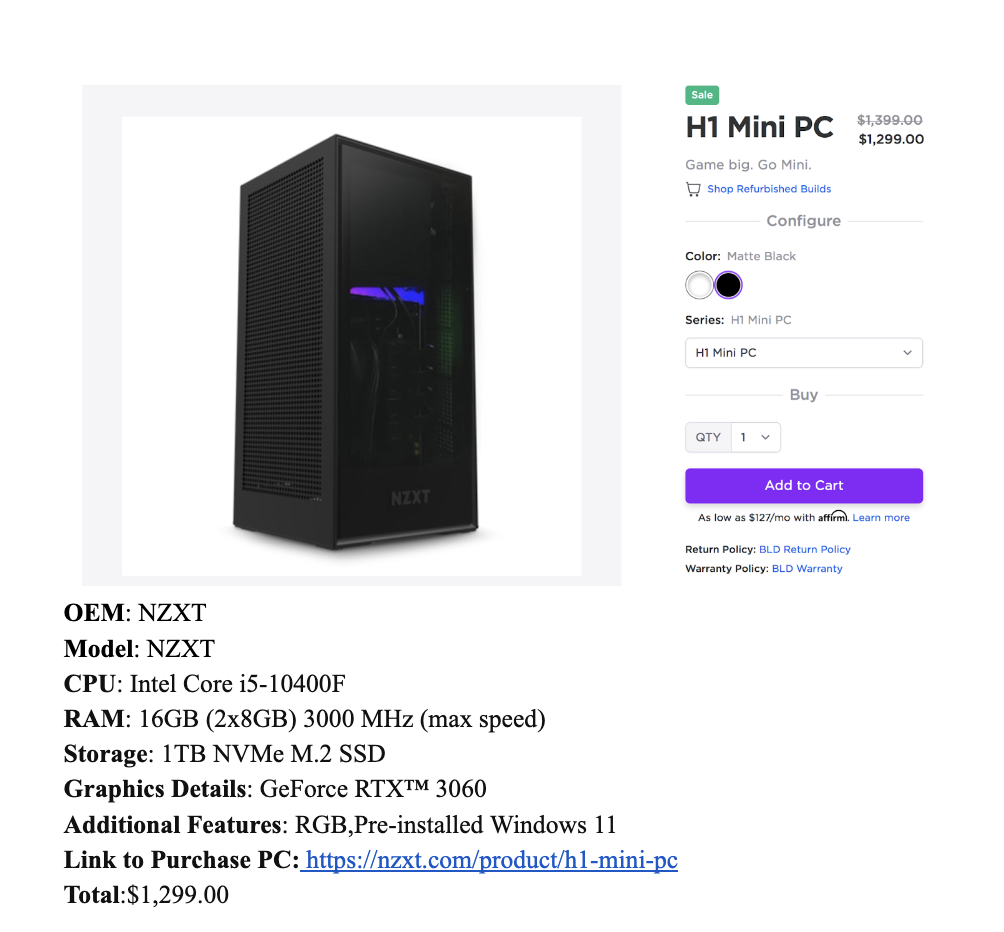 Sale
H1 Mini PC
$1,399.00
$1,299.00
Game big. Go Mini.
Shop Refurbished Builds
Configure
Color: Matte Black
Series: H1 Mini PC
H1 Mini PC
Buy
QTY 1
Add to Cart
As low as $127/mo with affirm. Learn more
Return Policy: BLD Return Policy
Warranty Policy: BLD Warranty
NZXT
OEM: NZXT
Model: NZXT
CPU: Intel Core i5-10400F
RAM: 16GB (2x8GB) 3000 MHz (max speed)
Storage: 1TB NVMe M.2 SSD
Graphics Details: GeForce RTX™ 3060
Additional Features: RGB,Pre-installed Windows 11
Link to Purchase PC: https://nzxt.com/product/h1-mini-pc
Total:$1,299.00